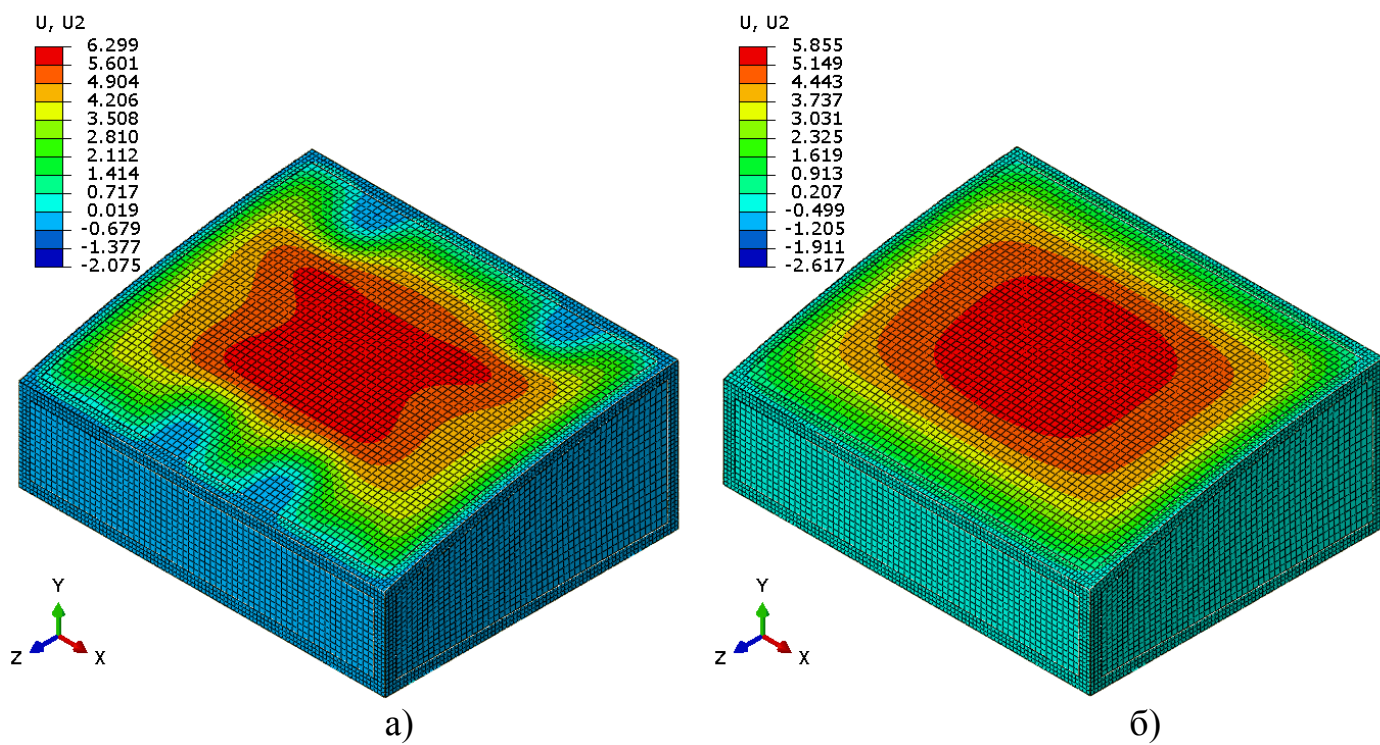 U, U2
6.299
5.601
4.904
4.206
3.508
2.810
2.112
1.414
0.717
0.019
-0.679
-1.377
-2.075
Y
Z
X
а)
U, U2
5.855
5.149
4.443
3.737
3.031
2.325
1.619
0.913
0.207
-0.499
-1.205
-1.911
-2.617
Y
Z
X
б)